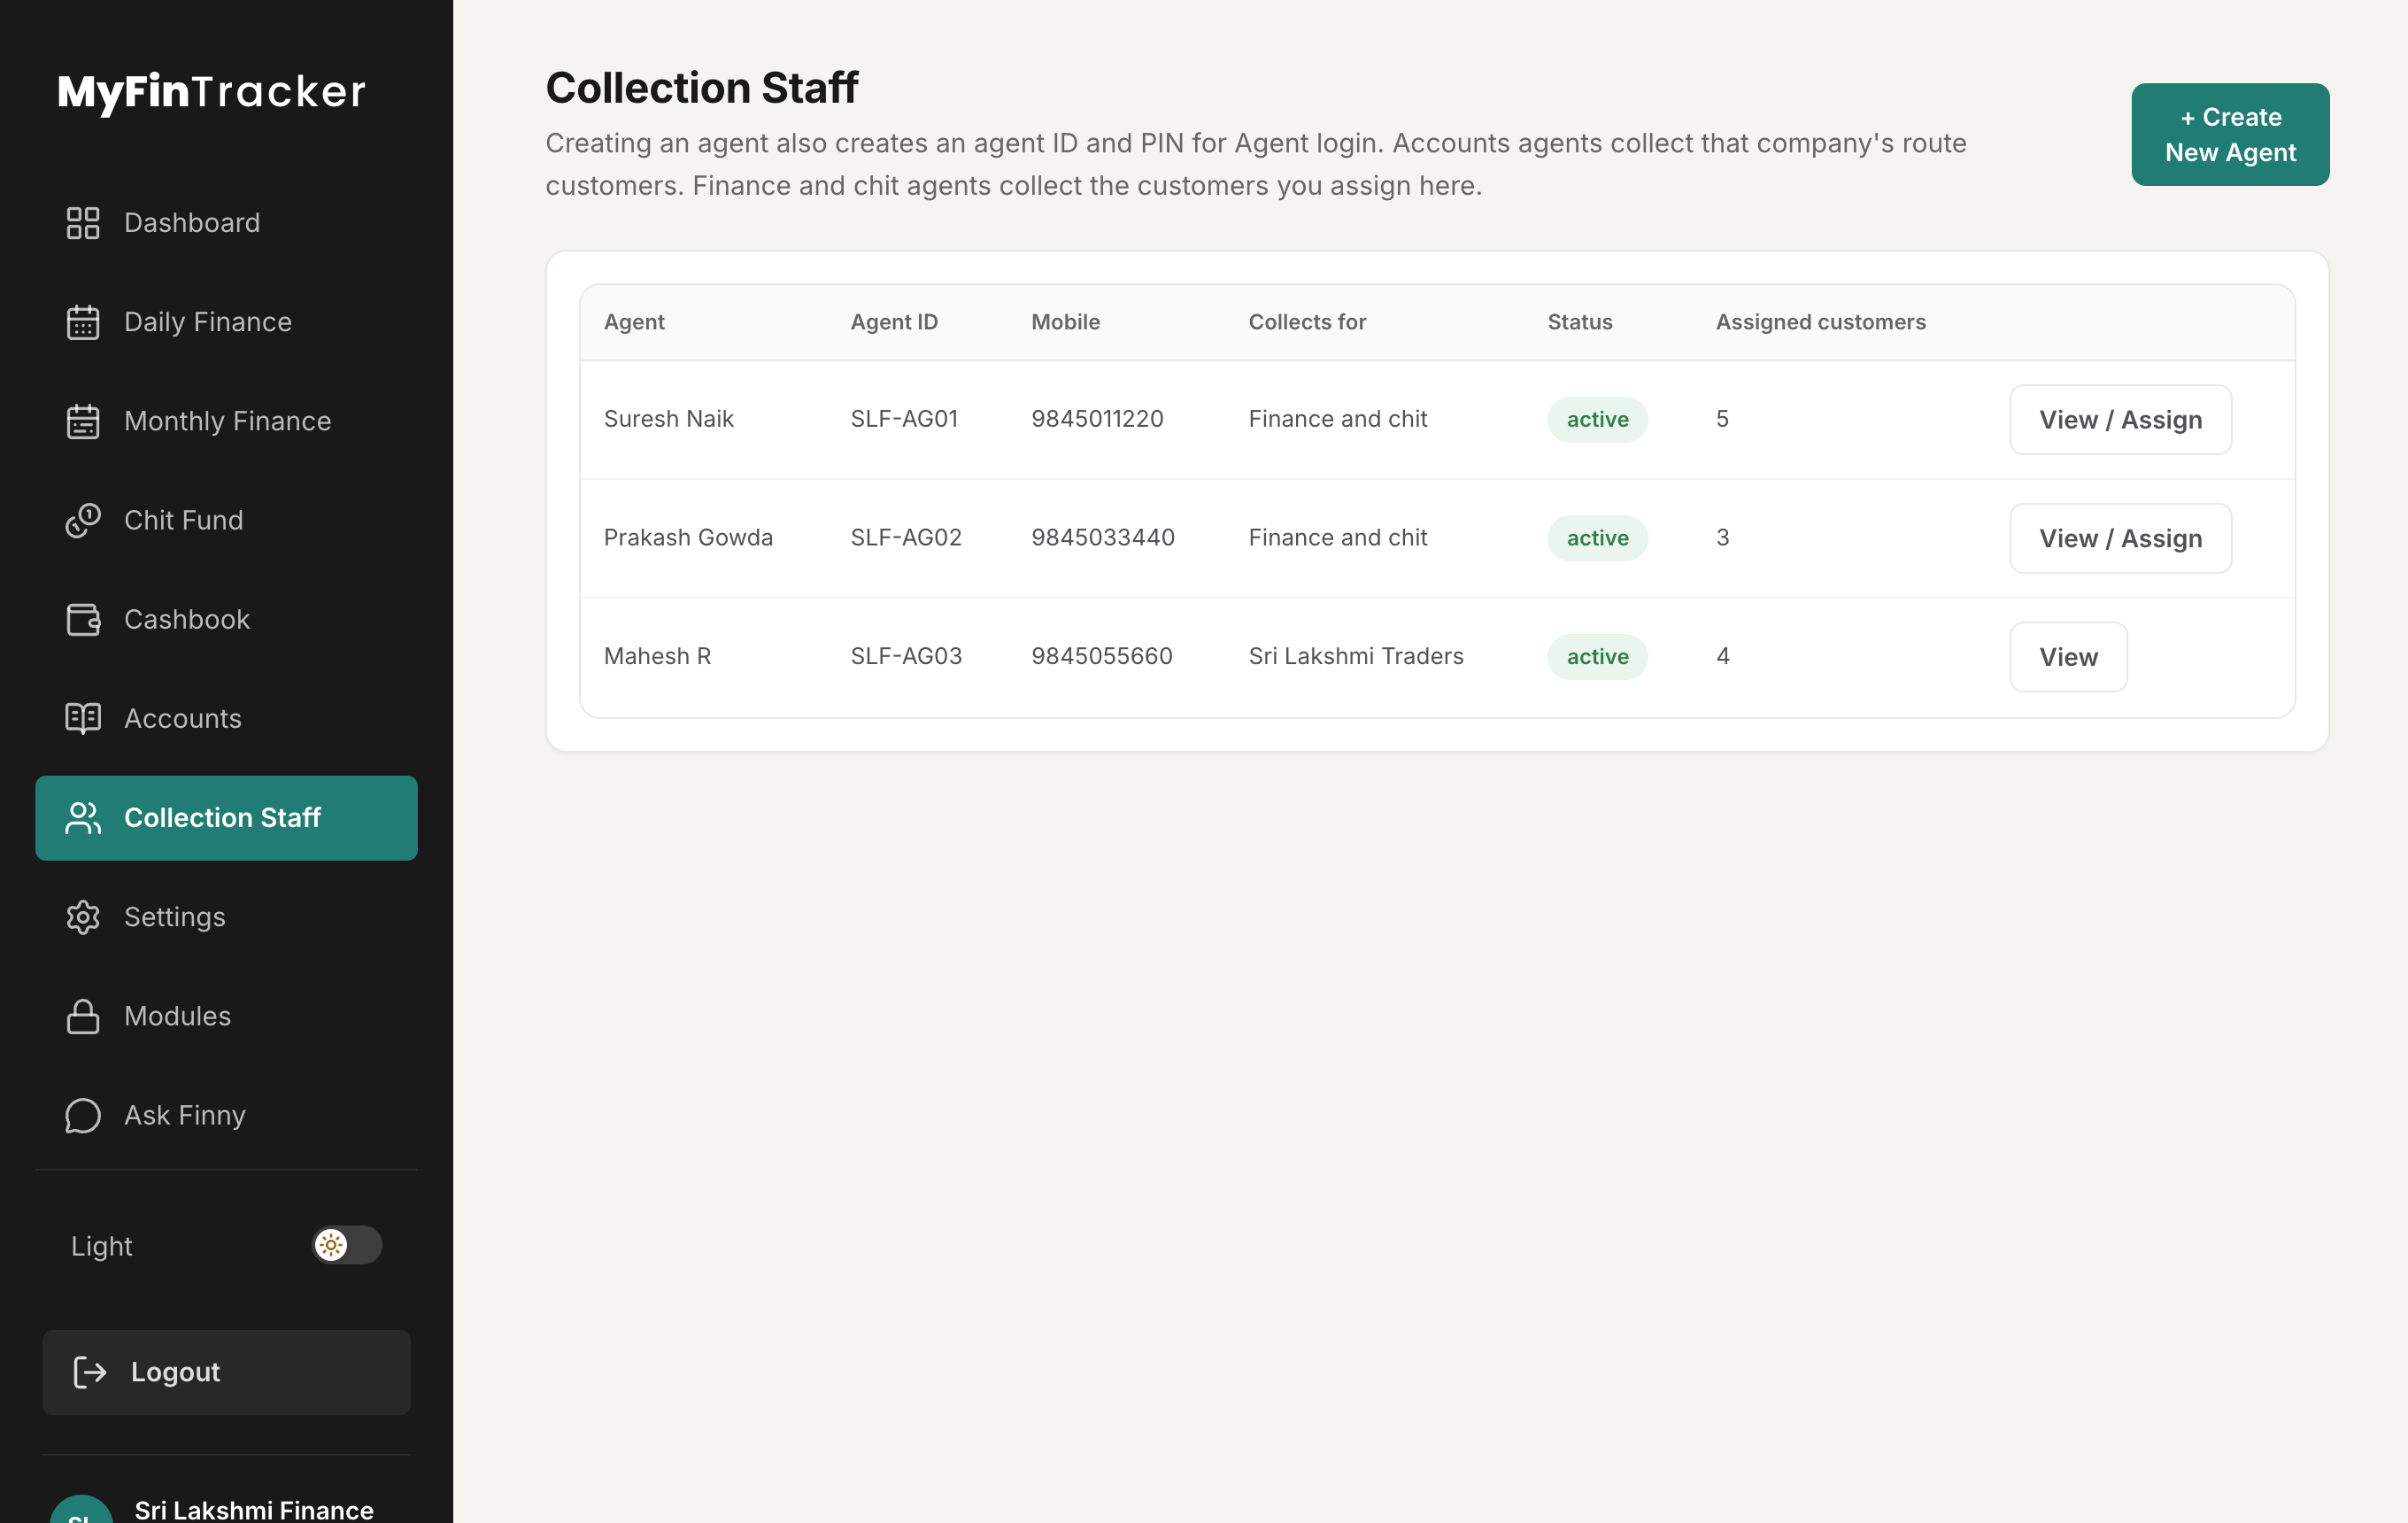 MyFinTracker
Dashboard
Daily Finance
Monthly Finance
Chit Fund
Cashbook
Accounts
Collection Staff
Settings
Modules
Ask Finny
Light
Logout
Sri Lakshmi Finance
Collection Staff
Creating an agent also creates an agent ID and PIN for Agent login. Accounts agents collect that company's route
customers. Finance and chit agents collect the customers you assign here.
+ Create
New Agent
Agent Agent ID Mobile Collects for Status Assigned customers
Suresh Naik SLF-AG01 9845011220 Finance and chit active 5 View / Assign
Prakash Gowda SLF-AG02 9845033440 Finance and chit active 3 View / Assign
Mahesh R SLF-AG03 9845055660 Sri Lakshmi Traders active 4 View